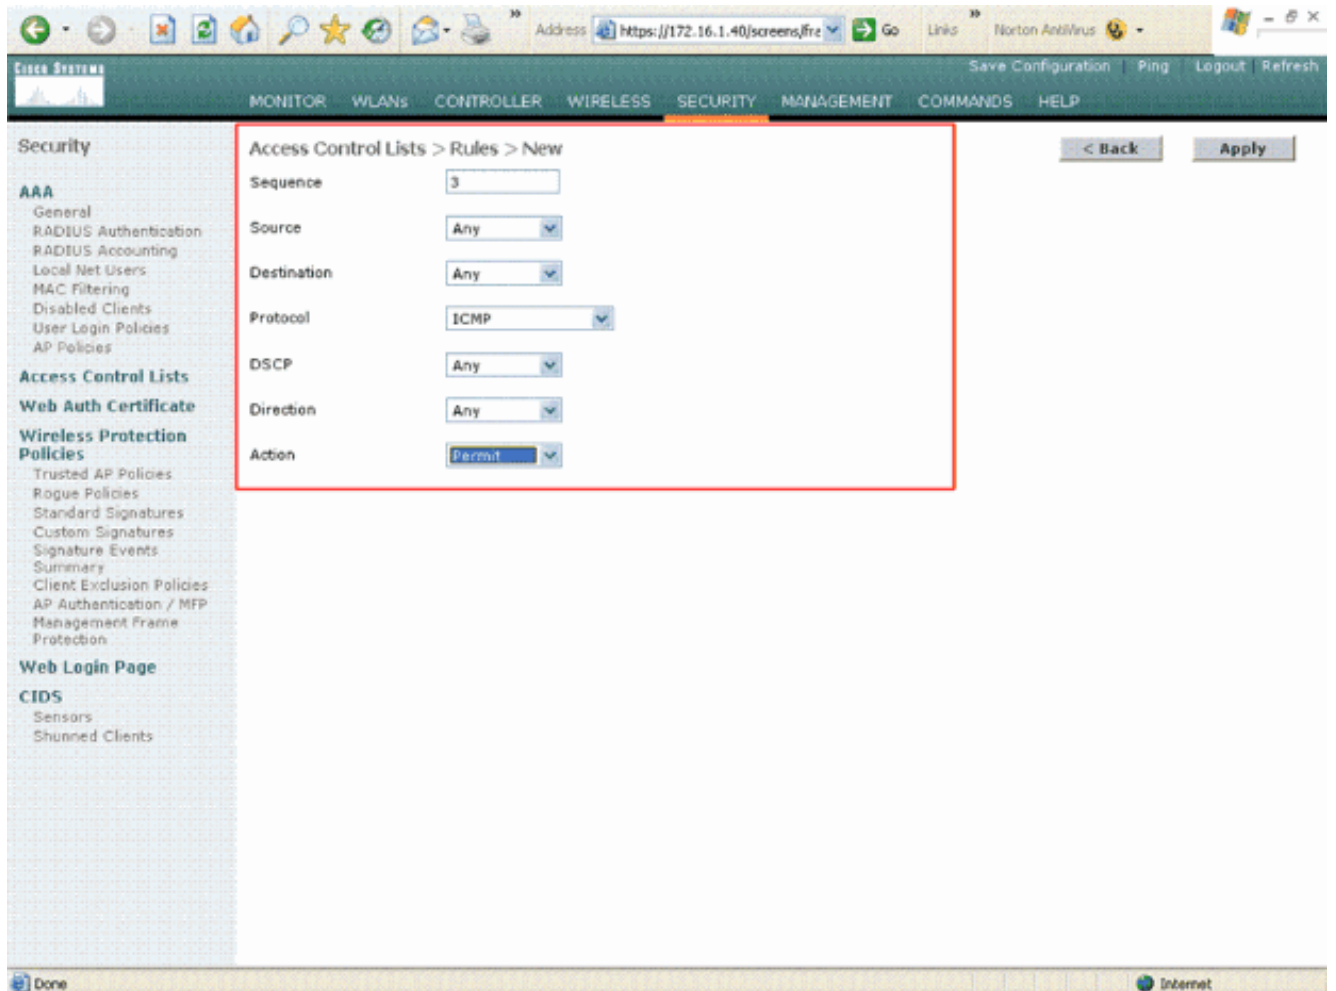 » Address https://172.16.1.40/screens/fra Go Links » Norton AntiVirus
CISCO SYSTEMS
Save Configuration | Ping | Logout | Refresh
MONITOR WLANs CONTROLLER WIRELESS SECURITY MANAGEMENT COMMANDS HELP
Security
AAA
General
RADIUS Authentication
RADIUS Accounting
Local Net Users
MAC Filtering
Disabled Clients
User Login Policies
AP Policies
Access Control Lists
Web Auth Certificate
Wireless Protection
Policies
Trusted AP Policies
Rogue Policies
Standard Signatures
Custom Signatures
Signature Events
Summary
Client Exclusion Policies
AP Authentication / MFP
Management Frame
Protection
Web Login Page
CIDS
Sensors
Shunned Clients
Access Control Lists > Rules > New
< Back Apply
Sequence 3
Source Any
Destination Any
Protocol ICMP
DSCP Any
Direction Any
Action Permit
Done Internet